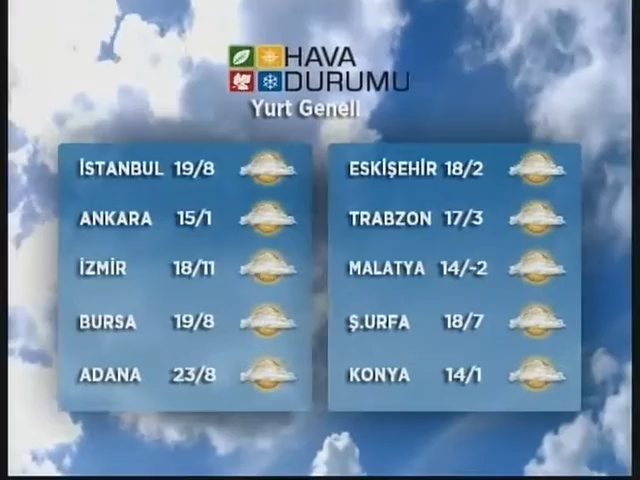 HAVA
DURUMU
Yurt Geneli
İSTANBUL 19/8
ANKARA 15/1
İZMİR 18/11
BURSA 19/8
ADANA 23/8
ESKİŞEHİR 18/2
TRABZON 17/3
MALATYA 14/-2
Ş.URFA 18/7
KONYA 14/1